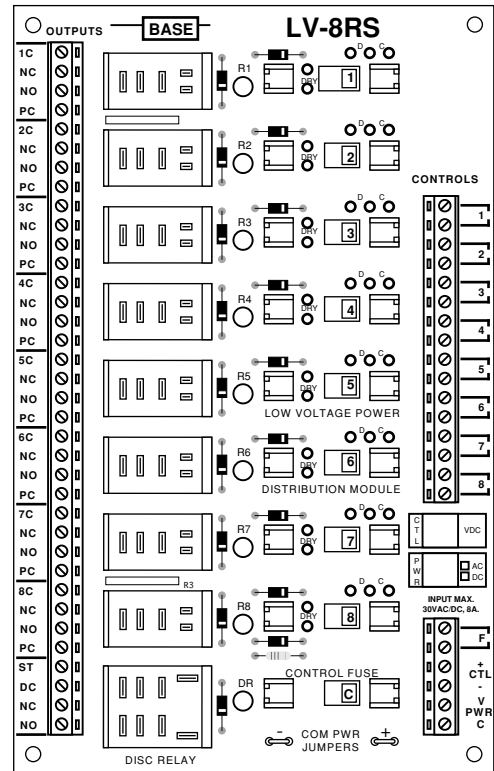 OUTPUTS
BASE
LV-8RS
1C
NC
NO
PC
2C
NC
NO
PC
3C
NC
NO
PC
4C
NC
NO
PC
5C
NC
NO
PC
6C
NC
NO
PC
7C
NC
NO
PC
8C
NC
NO
PC
ST
DC
NC
NO
R1
DRY
1
D C
R2
DRY
2
D C
R3
DRY
3
D C
R4
DRY
4
D C
R5
DRY
5
D C
LOW VOLTAGE POWER
R6
DRY
6
D C
DISTRIBUTION MODULE
R7
DRY
7
D C
R3
R8
DRY
8
D C
CONTROL FUSE
DR
C
- COM PWR +
JUMPERS
DISC RELAY
CONTROLS
1
2
3
4
5
6
7
8
CTL
VDC
PWR
AC
DC
INPUT MAX.
30VAC/DC, 8A.
F
+
CTL
-
V
PWR
C